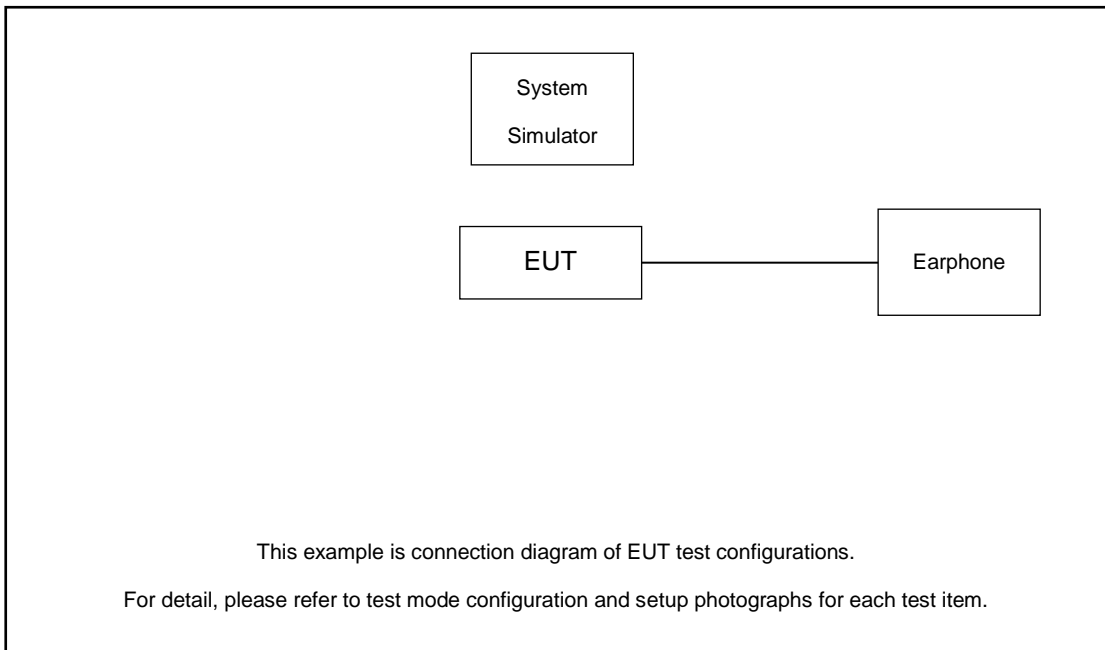 System
Simulator
EUT
Earphone
This example is connection diagram of EUT test configurations.
For detail, please refer to test mode configuration and setup photographs for each test item.